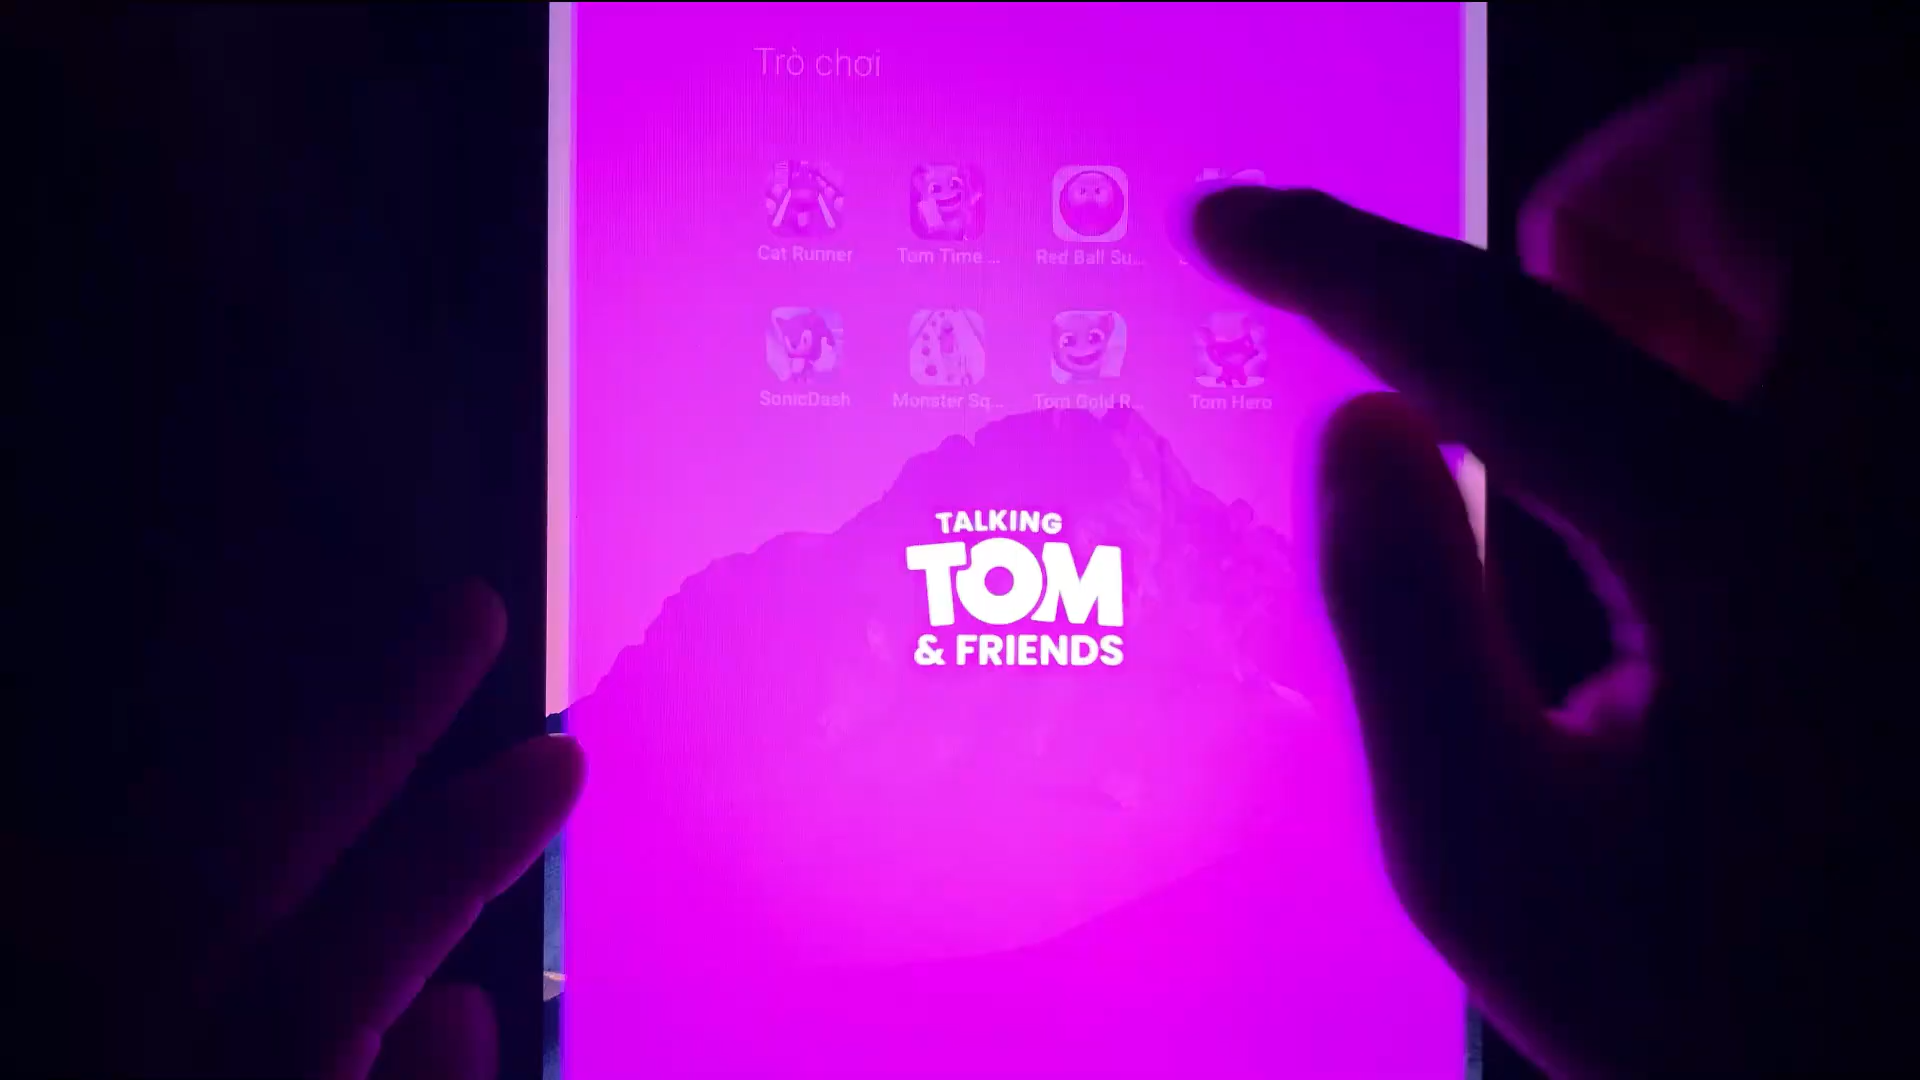 Trò chơi
Cat Runner
Tom Time ...
Red Ball Su...
SonicDash
Monster Sq...
Tom Gold R...
Tom Hero
TALKING
TOM
& FRIENDS